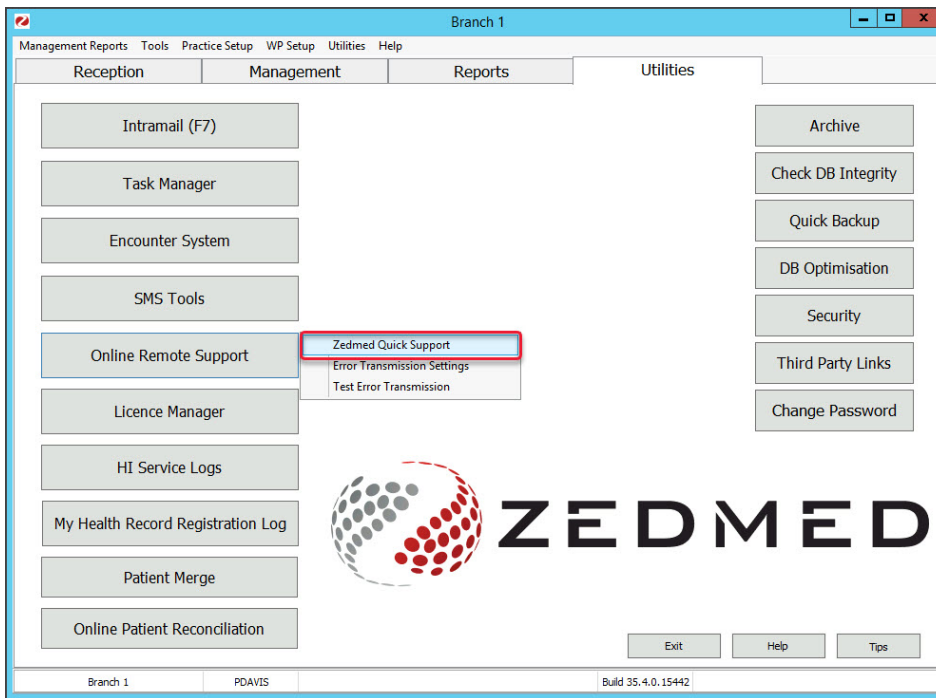 Branch 1
Management Reports Tools Practice Setup WP Setup Utilities Help
Reception Management Reports Utilities
Intramail (F7)
Task Manager
Encounter System
SMS Tools
Online Remote Support
Zedmed Quick Support
Error Transmission Settings
Test Error Transmission
Licence Manager
HI Service Logs
My Health Record Registration Log
Patient Merge
Online Patient Reconciliation
Archive
Check DB Integrity
Quick Backup
DB Optimisation
Security
Third Party Links
Change Password
ZEDMED
Exit Help Tips
Branch 1 PDAVIS Build 35.4.0.15442